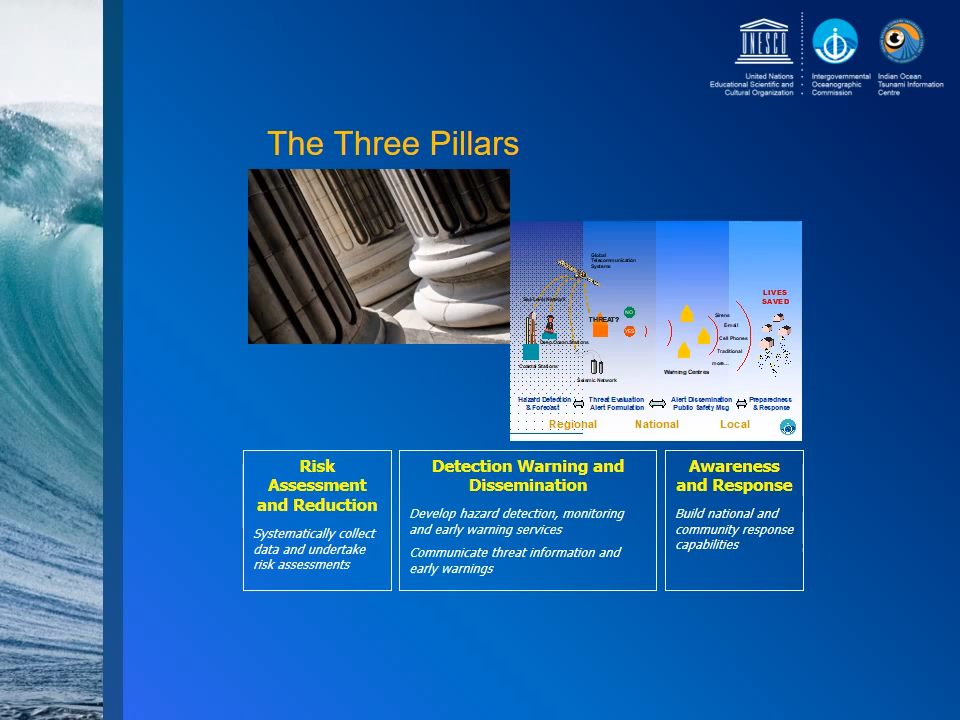 UNESCO
United Nations
Educational Scientific and
Cultural Organization
Intergovernmental
Oceanographic
Commission
Indian Ocean
Tsunami Information
Centre
The Three Pillars
Global
Telecommunication
Systems
LIVES
SAVED
NO
THREAT?
YES
Deep Ocean Stations
Coastal Stations
Seismic Network
Sirens
E-mail
Cell Phones
Traditional
more...
Warning Centres
Hazard Detection
& Forecast
Threat Evaluation
Alert Formulation
Alert Dissemination
Public Safety Msg
Preparedness
& Response
Regional
National
Local
Risk
Assessment
and Reduction
Systematically collect
data and undertake
risk assessments
Detection Warning and
Dissemination
Develop hazard detection, monitoring
and early warning services
Communicate threat information and
early warnings
Awareness
and Response
Build national and
community response
capabilities